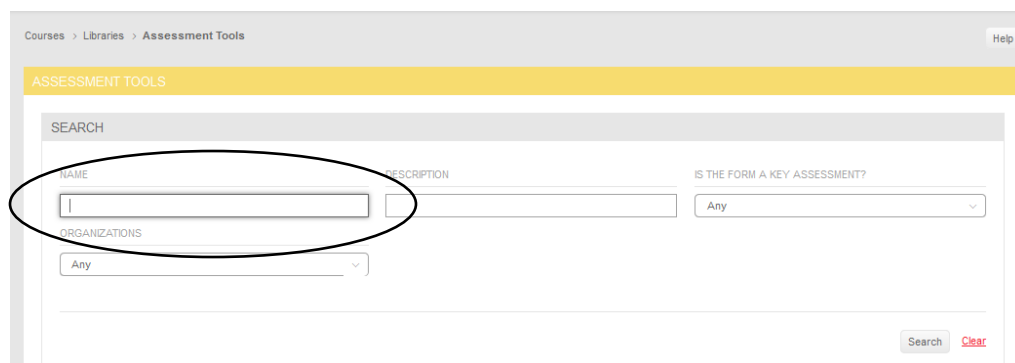 Courses > Libraries > Assessment Tools
Help
ASSESSMENT TOOLS
SEARCH
NAME DESCRIPTION IS THE FORM A KEY ASSESSMENT?
Any
ORGANIZATIONS
Any
Search Clear